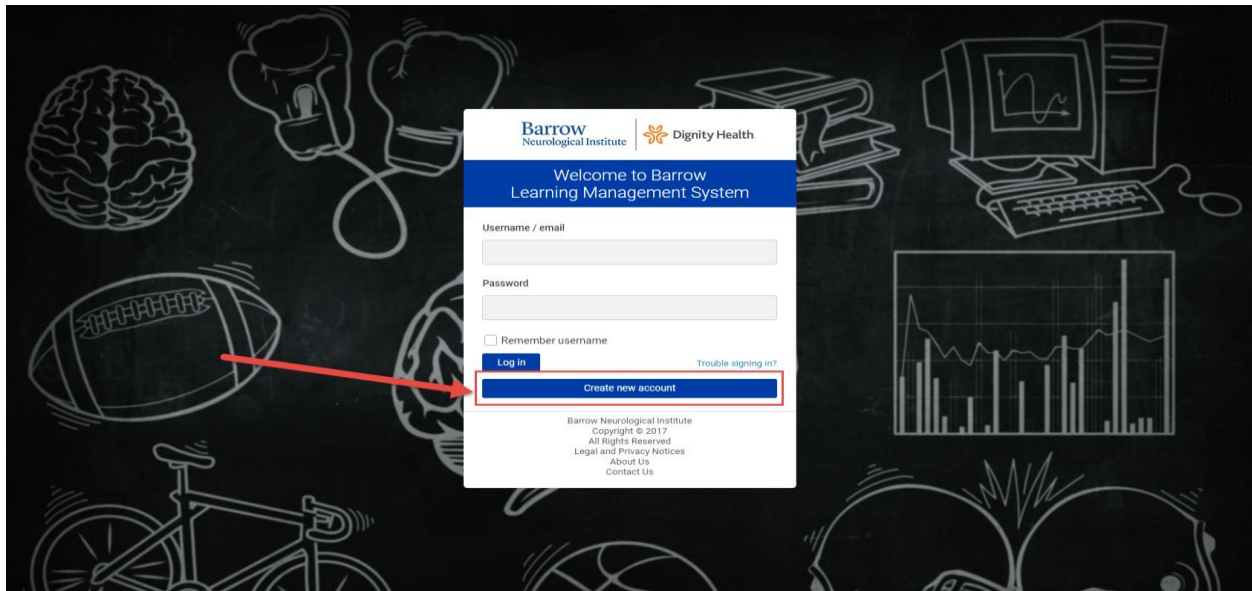 Barrow
Neurological Institute
Dignity Health
Welcome to Barrow
Learning Management System
Username / email
Password
Remember username
Log in
Trouble signing in?
Create new account
Barrow Neurological Institute
Copyright © 2017
All Rights Reserved
Legal and Privacy Notices
About Us
Contact Us